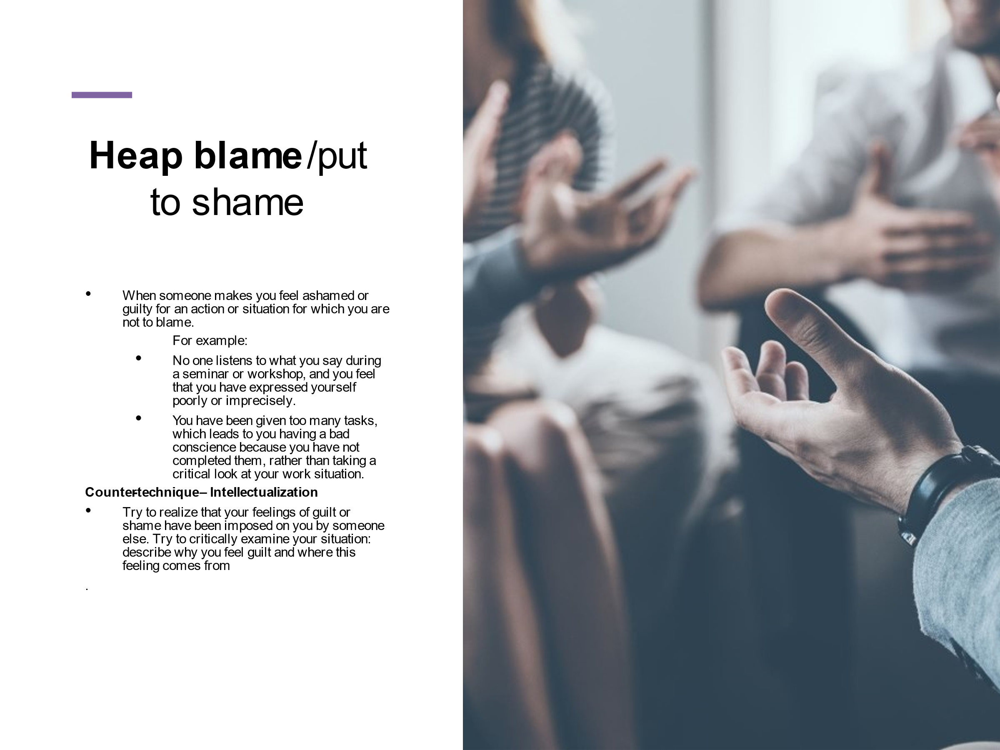 Heap blame/put
to shame
• When someone makes you feel ashamed or
guilty for an action or situation for which you are
not to blame.
For example:
• No one listens to what you say during
a seminar or workshop, and you feel
that you have expressed yourself
poorly or imprecisely.
• You have been given too many tasks,
which leads to you having a bad
conscience because you have not
completed them, rather than taking a
critical look at your work situation.
Counter-technique– Intellectualization
• Try to realize that your feelings of guilt or
shame have been imposed on you by someone
else. Try to critically examine your situation:
describe why you feel guilt and where this
feeling comes from
.